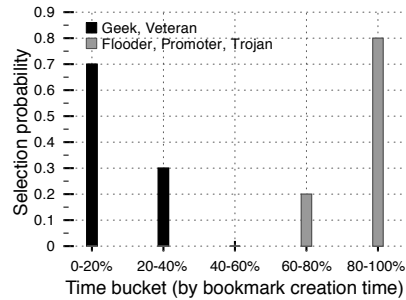 0.9
0.8
0.7
0.6
0.5
0.4
0.3
0.2
0.1
0
Selection probability
Geek, Veteran
Flooder, Promoter, Trojan
0-20% 20-40% 40-60% 60-80% 80-100%
Time bucket (by bookmark creation time)